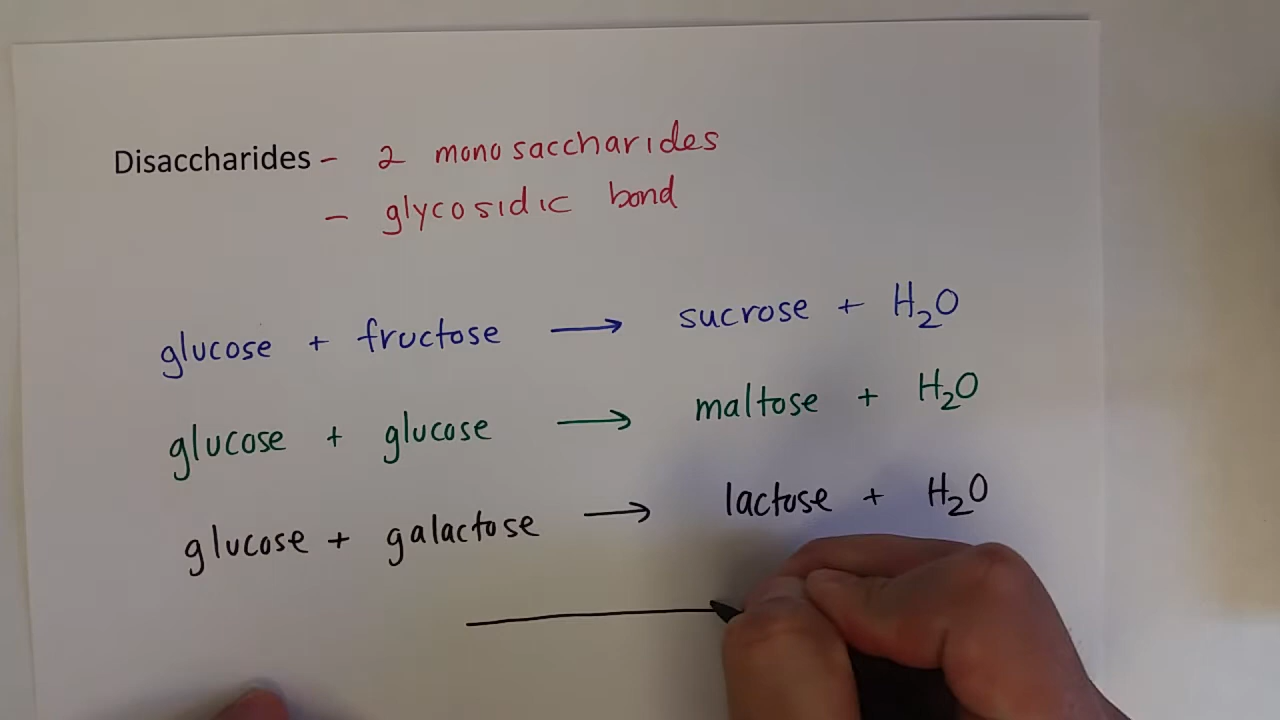 Disaccharides - 2 monosaccharides
- glycosidic bond
glucose + fructose → sucrose + H₂O
glucose + glucose → maltose + H₂O
glucose + galactose → lactose + H₂O